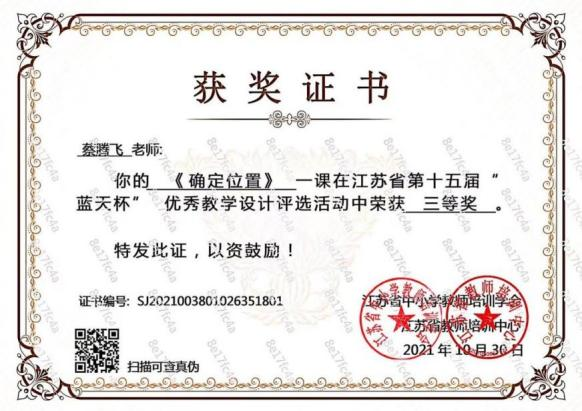 获奖证书
蔡腾飞 老师:
你的 《确定位置》 一课在江苏省第十五届“
蓝天杯” 优秀教学设计评选活动中荣获 三等奖 。
特发此证，以资鼓励！
证书编号: SJ2021003801026351801
江苏省中小学教师培训学会
江苏省教师培训中心
2021 年 10 月 30 日
扫描可查真伪
8e17fc4a